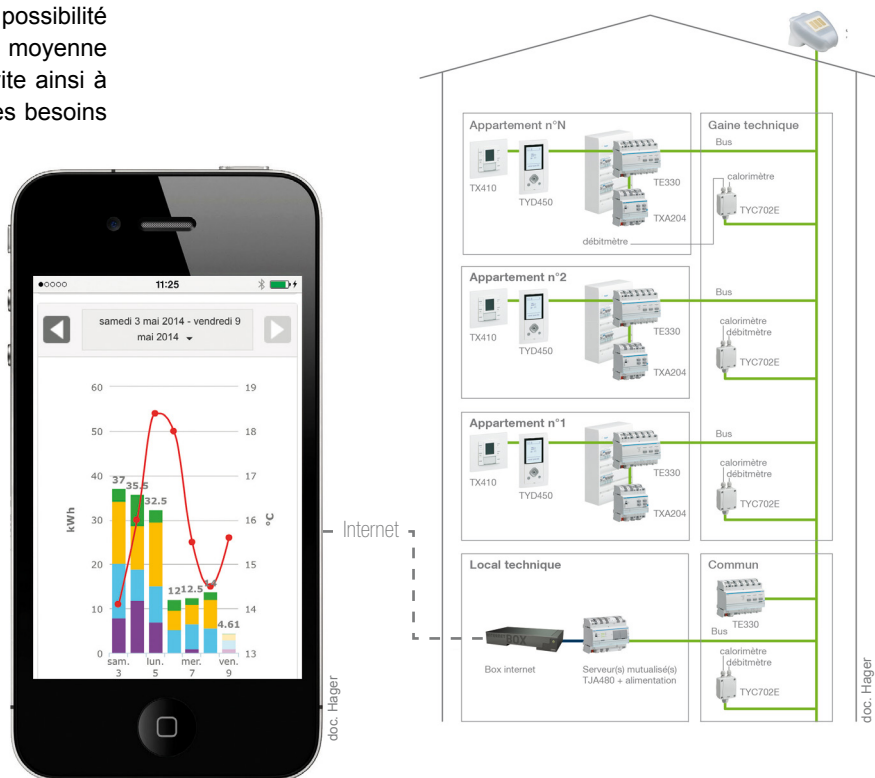 possibilité
moyenne
ite ainsi à
es besoins
11:25
samedi 3 mai 2014 - vendredi 9
mai 2014
60
50
40
30
20
10
0
kWh
19
18
17
16
15
14
13
°C
37
35.5
32.5
12
12.5
4.61
sam.
3
lun.
5
mer.
7
ven.
9
doc. Hager
Internet
Appartement n°N
TX410
TYD450
TE330
TXA204
débitmètre
Gaine technique
Bus
calorimètre
TYC702E
Appartement n°2
TX410
TYD450
TE330
TXA204
Bus
calorimètre
débitmètre
TYC702E
Appartement n°1
TX410
TYD450
TE330
TXA204
Bus
calorimètre
débitmètre
TYC702E
Local technique
BOX
Box internet
Serveur(s) mutualisé(s)
TJA480 + alimentation
Commun
TE330
Bus
calorimètre
débitmètre
TYC702E
doc. Hager